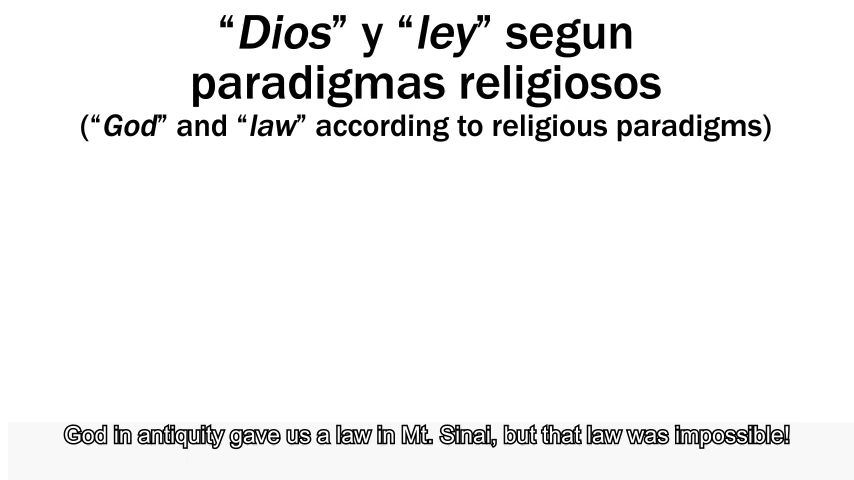 “Dios” y “ley” segun
paradigmas religiosos
(“God” and “law” according to religious paradigms)
God in antiquity gave us a law in Mt. Sinai, but that law was impossible!